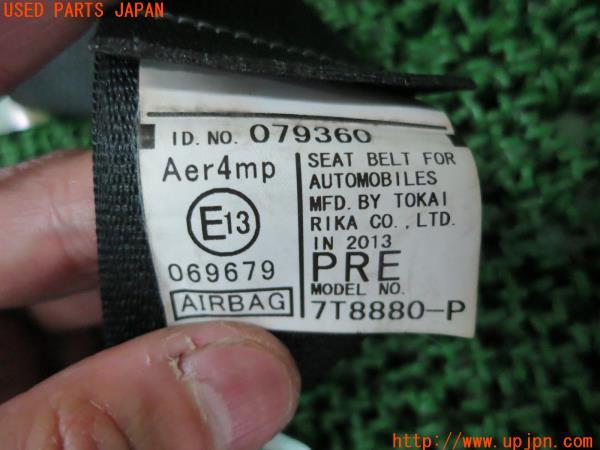 USED PARTS JAPAN
ID. NO. 079360
Aer4mp
E13
069679
AIRBAG
SEAT BELT FOR
AUTOMOBILES
MFD. BY TOKAI
RIKA CO., LTD.
IN 2013
PRE
MODEL NO.
7T8880-P
http://www.upjpn.com/